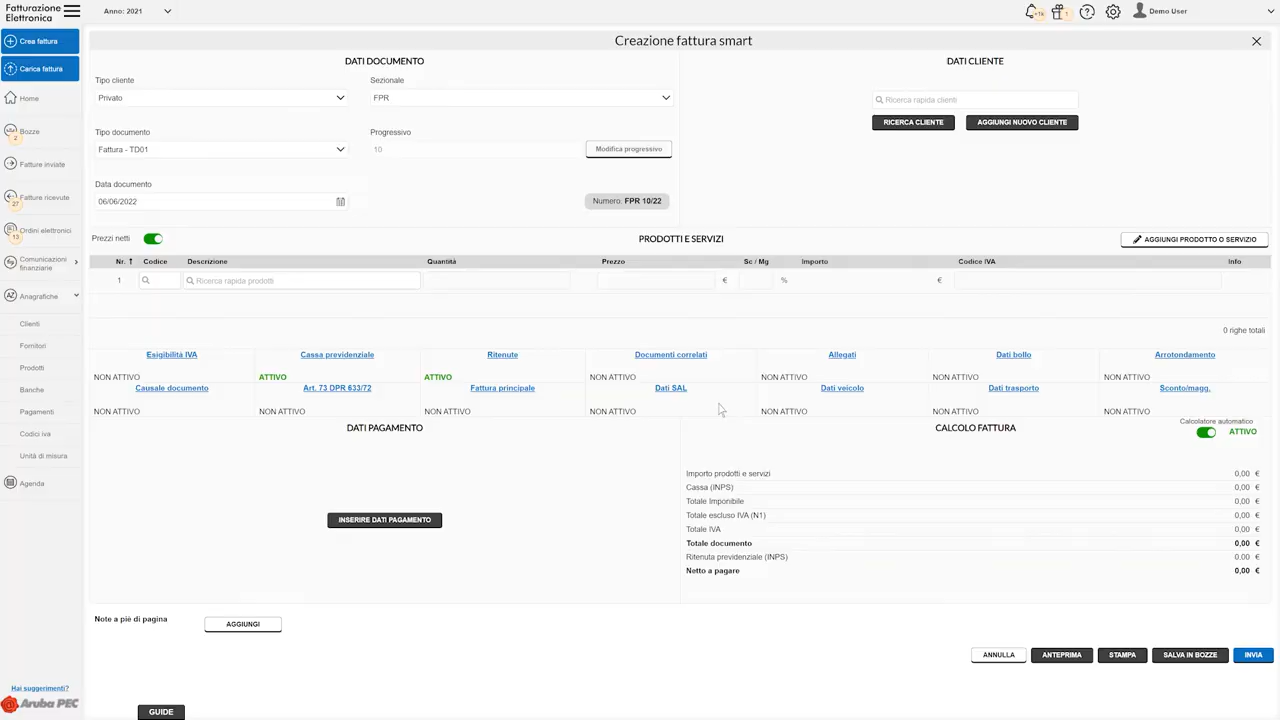 Fatturazione
Elettronica
Anno: 2021
+16
1
Demo User
Crea fattura
Carica fattura
Home
Bozze
2
Fatture inviate
Fatture ricevute
27
Ordini elettronici
13
Comunicazioni
finanziarie
Anagrafiche
Clienti
Fornitori
Prodotti
Banche
Pagamenti
Codici iva
Unità di misura
Agenda
Hai suggerimenti?
Aruba PEC
Creazione fattura smart
DATI DOCUMENTO
Tipo cliente
Sezionale
Privato
FPR
Tipo documento
Progressivo
Fattura - TD01
10
Modifica progressivo
Data documento
06/06/2022
Numero. FPR 10/22
DATI CLIENTE
Ricerca rapida clienti
RICERCA CLIENTE
AGGIUNGI NUOVO CLIENTE
Prezzi netti
PRODOTTI E SERVIZI
AGGIUNGI PRODOTTO O SERVIZIO
Nr. ↑ Codice Descrizione Quantità Prezzo Sc / Mg Importo Codice IVA Info
1 Ricerca rapida prodotti € % €
0 righe totali
Esigibilità IVA Cassa previdenziale Ritenute Documenti correlati Allegati Dati bollo Arrotondamento
NON ATTIVO ATTIVO ATTIVO NON ATTIVO NON ATTIVO NON ATTIVO NON ATTIVO
Causale documento Art. 73 DPR 633/72 Fattura principale Dati SAL Dati veicolo Dati trasporto Sconto/magg.
NON ATTIVO NON ATTIVO NON ATTIVO NON ATTIVO NON ATTIVO NON ATTIVO NON ATTIVO
DATI PAGAMENTO
INSERIRE DATI PAGAMENTO
CALCOLO FATTURA
Calcolatore automatico
ATTIVO
Importo prodotti e servizi 0,00 €
Cassa (INPS) 0,00 €
Totale Imponibile 0,00 €
Totale escluso IVA (N1) 0,00 €
Totale IVA 0,00 €
Totale documento 0,00 €
Ritenuta previdenziale (INPS) 0,00 €
Netto a pagare 0,00 €
Note a piè di pagina
AGGIUNGI
ANNULLA
ANTEPRIMA
STAMPA
SALVA IN BOZZE
INVIA
GUIDE